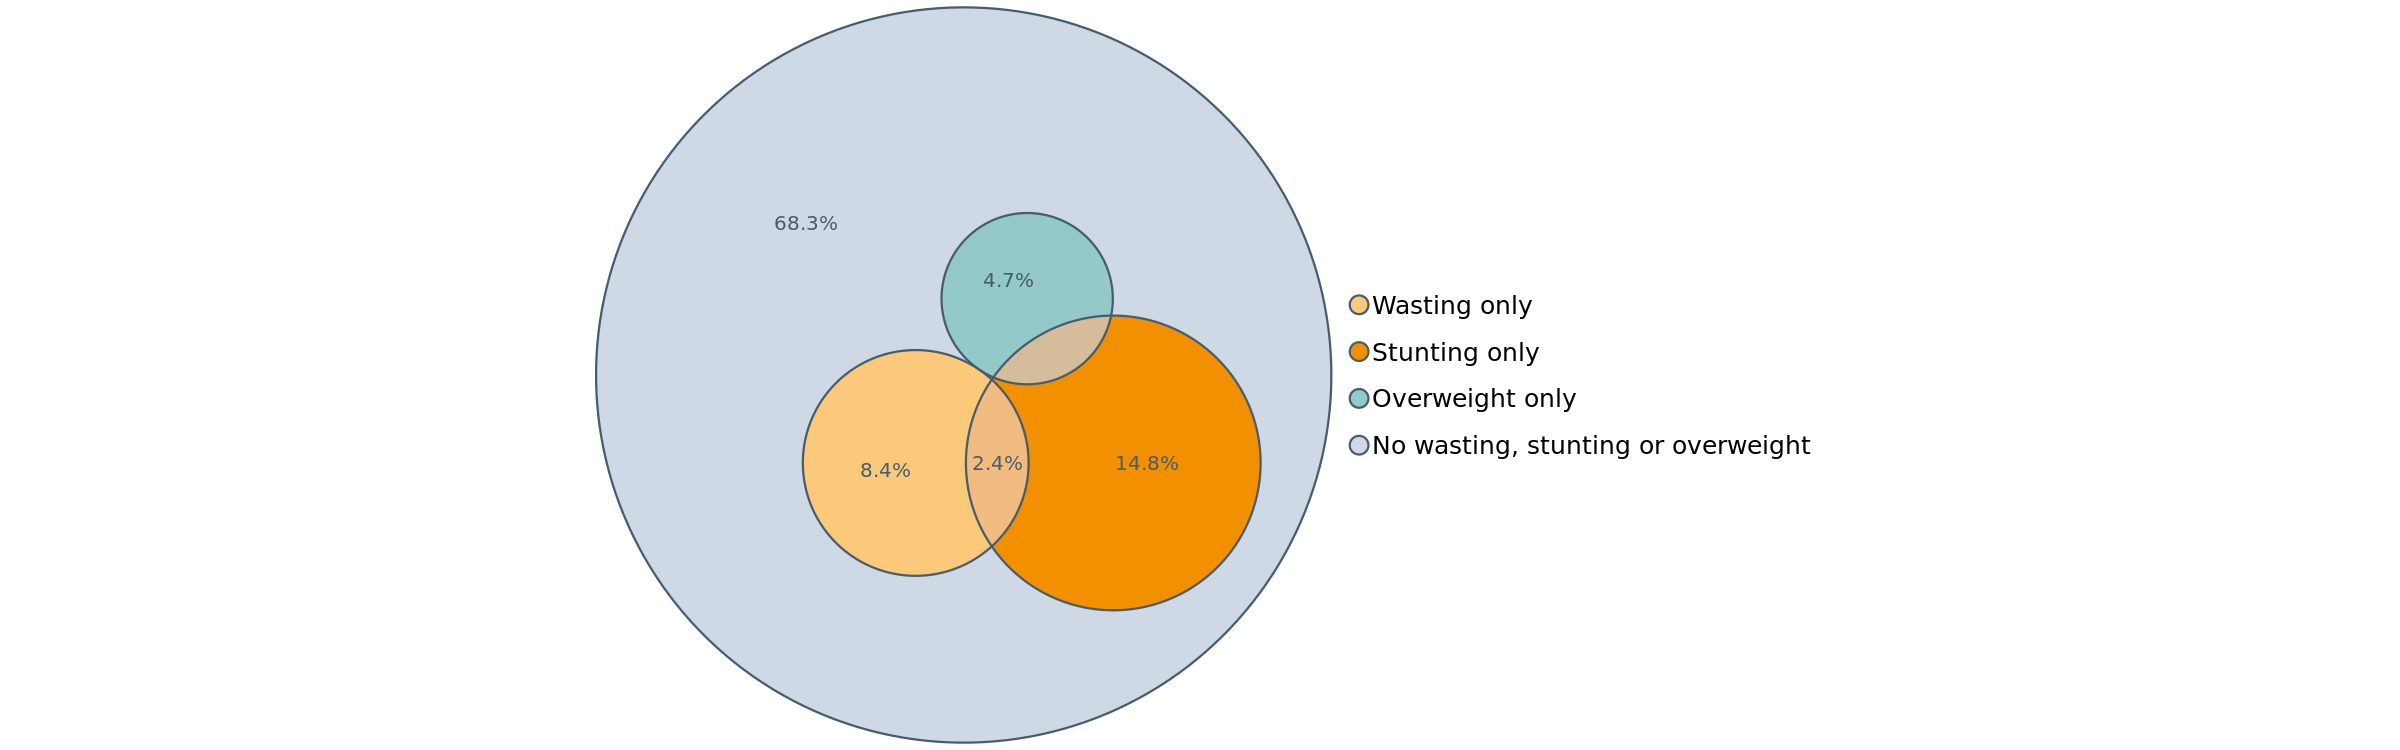 68.3%
4.7%
8.4%
2.4%
14.8%
Wasting only
Stunting only
Overweight only
No wasting, stunting or overweight